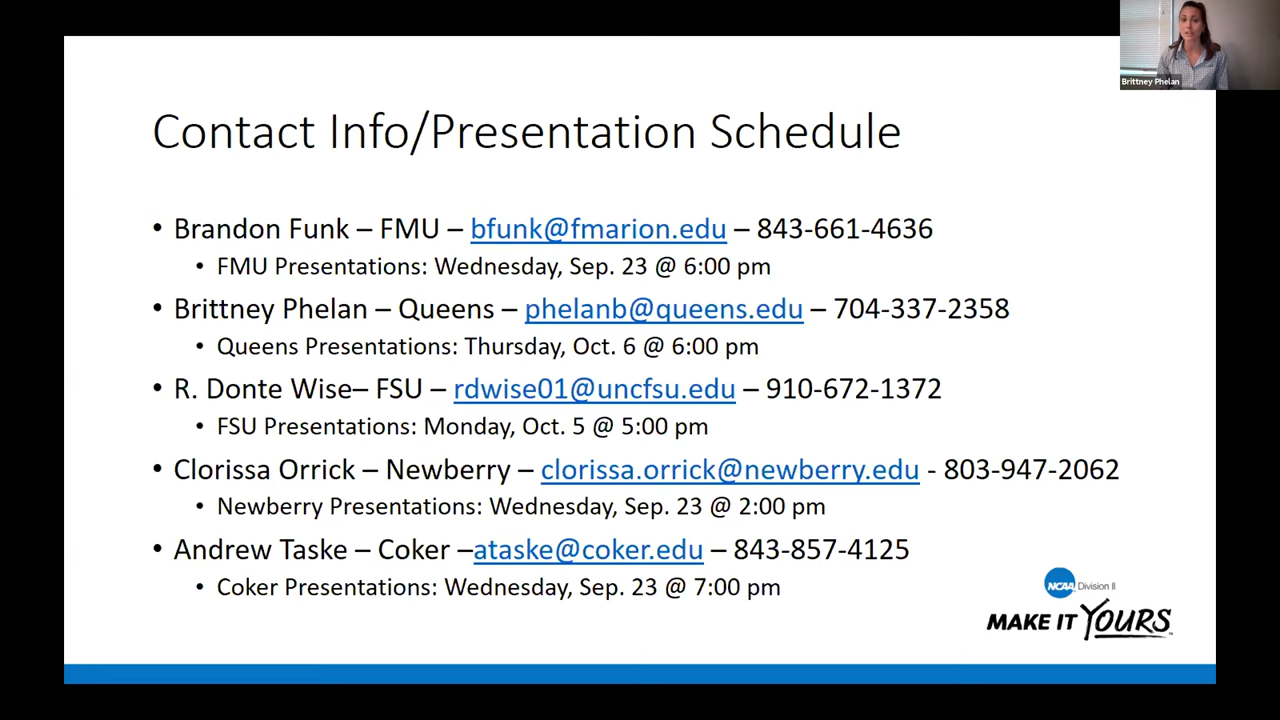 Brittney Phelan
Contact Info/Presentation Schedule
• Brandon Funk – FMU – bfunk@fmarion.edu – 843-661-4636
• FMU Presentations: Wednesday, Sep. 23 @ 6:00 pm
• Brittney Phelan – Queens – phelanb@queens.edu – 704-337-2358
• Queens Presentations: Thursday, Oct. 6 @ 6:00 pm
• R. Donte Wise– FSU – rdwise01@uncfsu.edu – 910-672-1372
• FSU Presentations: Monday, Oct. 5 @ 5:00 pm
• Clorissa Orrick – Newberry – clorissa.orrick@newberry.edu - 803-947-2062
• Newberry Presentations: Wednesday, Sep. 23 @ 2:00 pm
• Andrew Taske – Coker –ataske@coker.edu – 843-857-4125
• Coker Presentations: Wednesday, Sep. 23 @ 7:00 pm
NCAA Division II
MAKE IT YOURS™